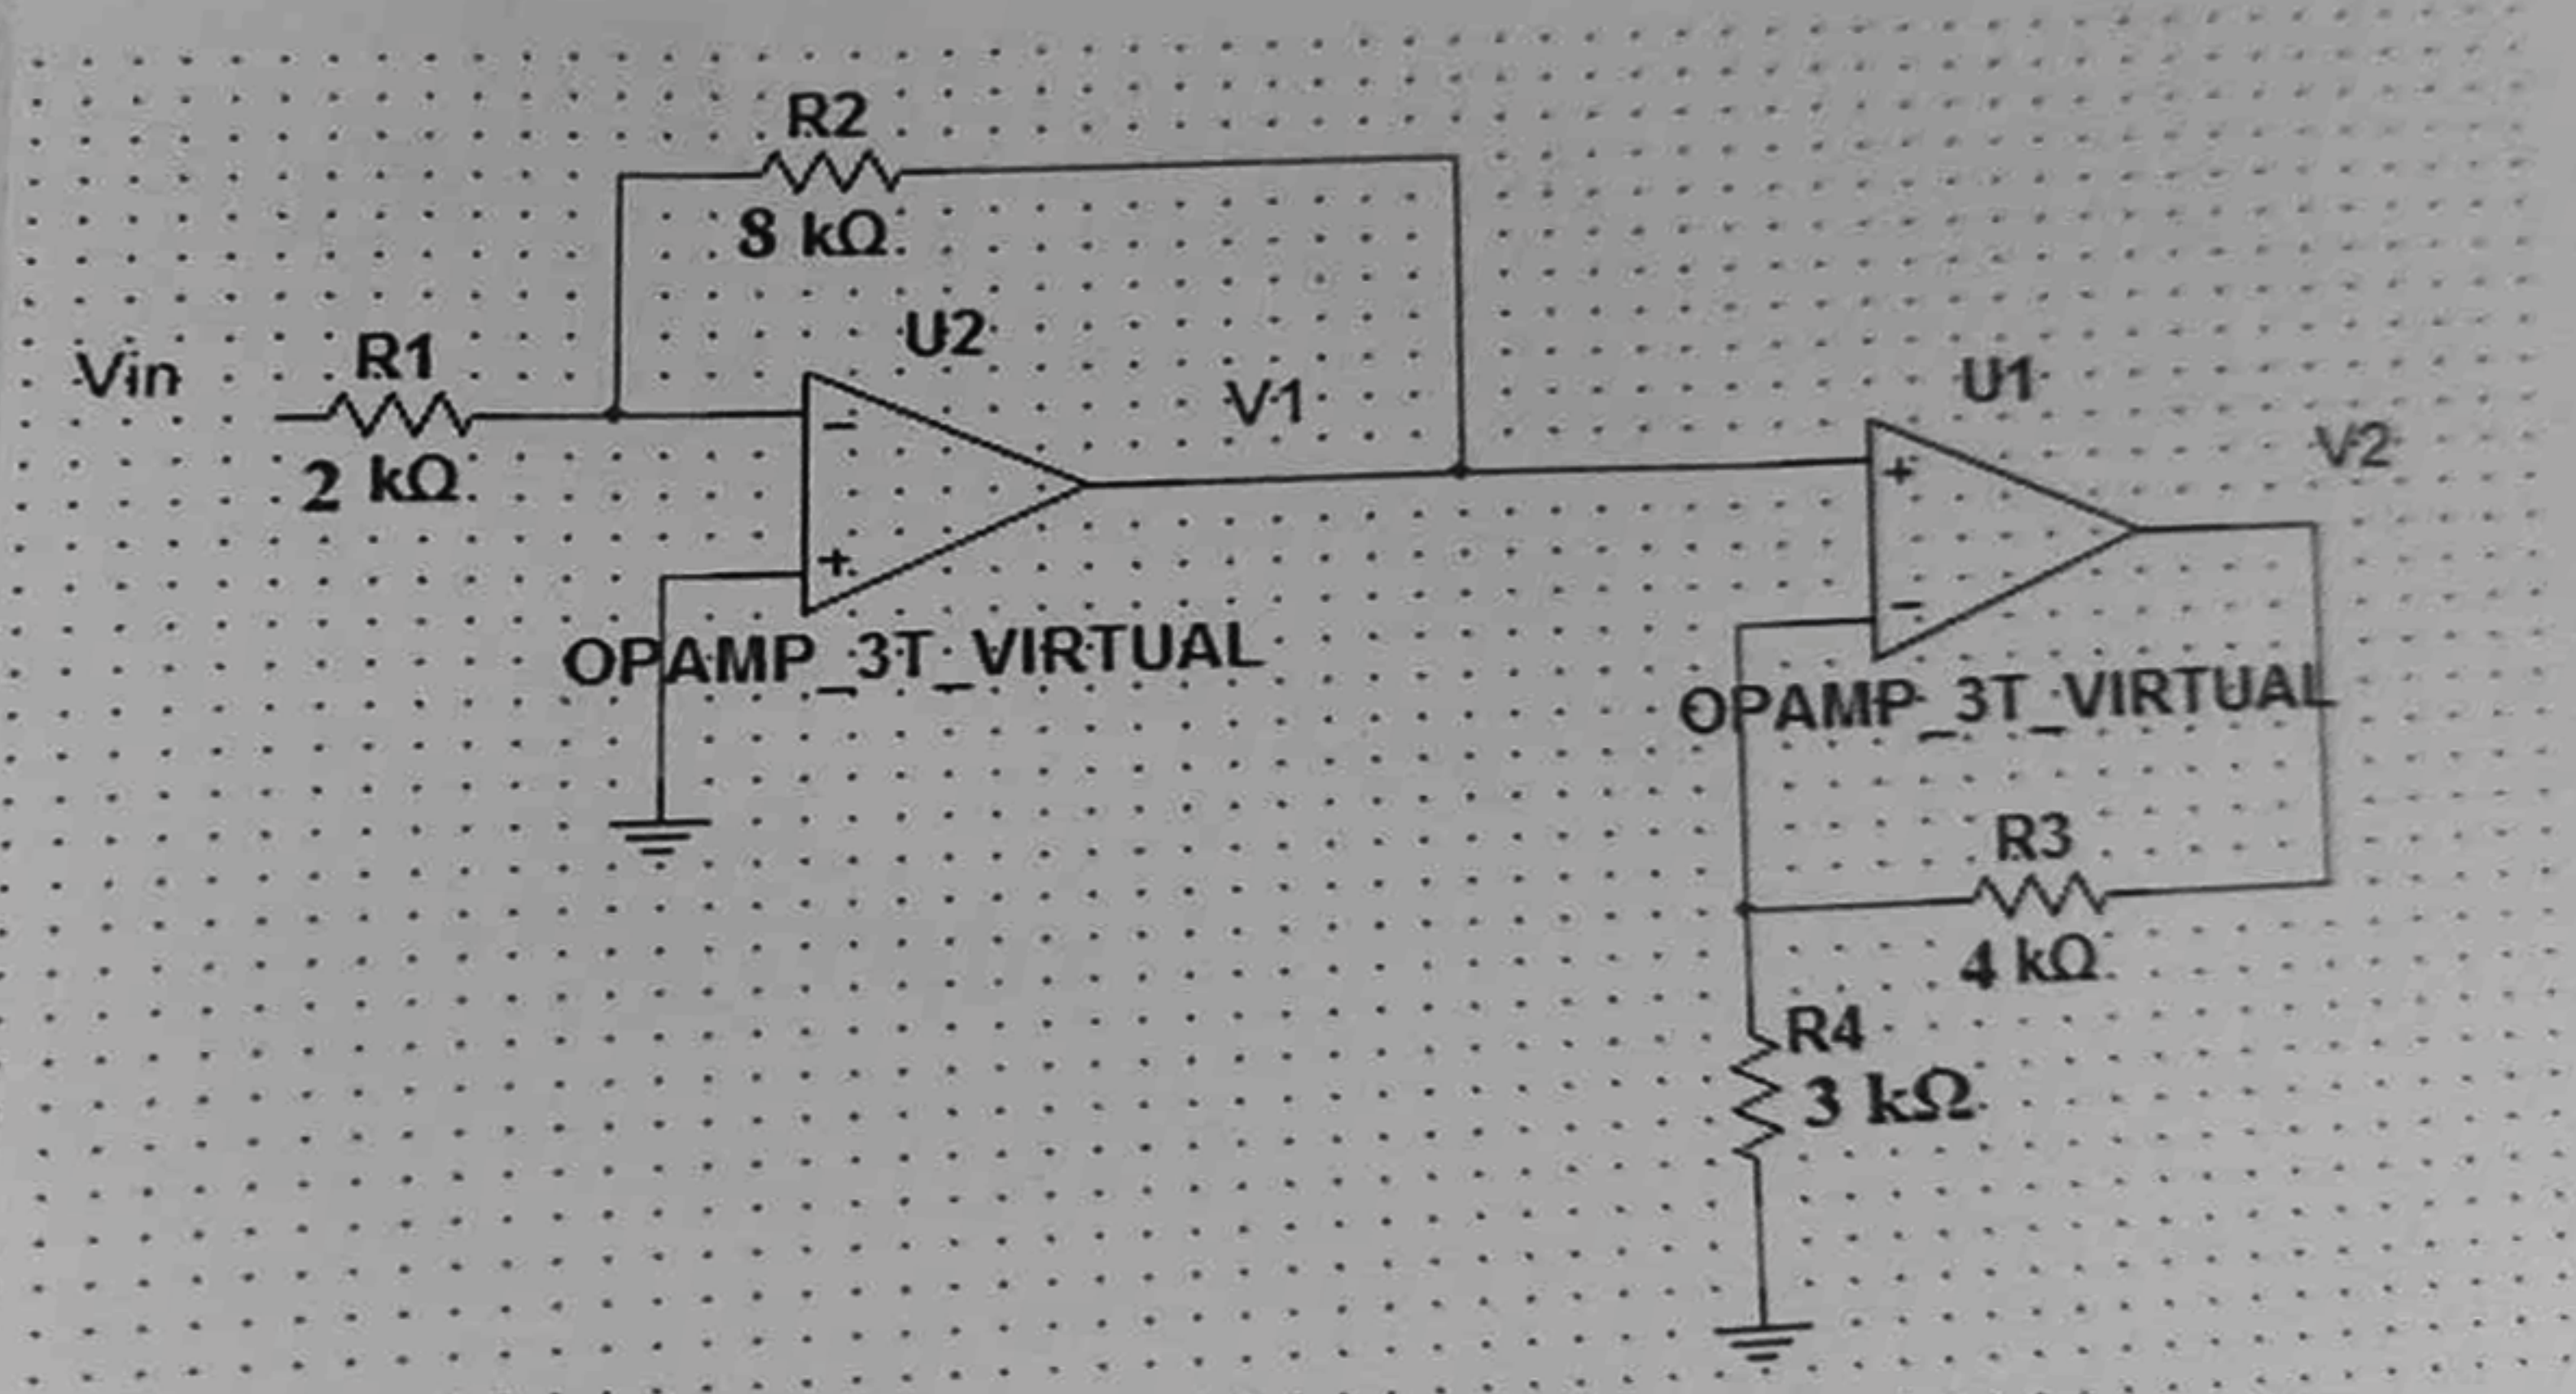 R2
8 kΩ
Vin
R1
2 kΩ
U2
−
+
OPAMP_3T_VIRTUAL
V1
U1
+
−
V2
OPAMP_3T_VIRTUAL
R3
4 kΩ
R4
3 kΩ